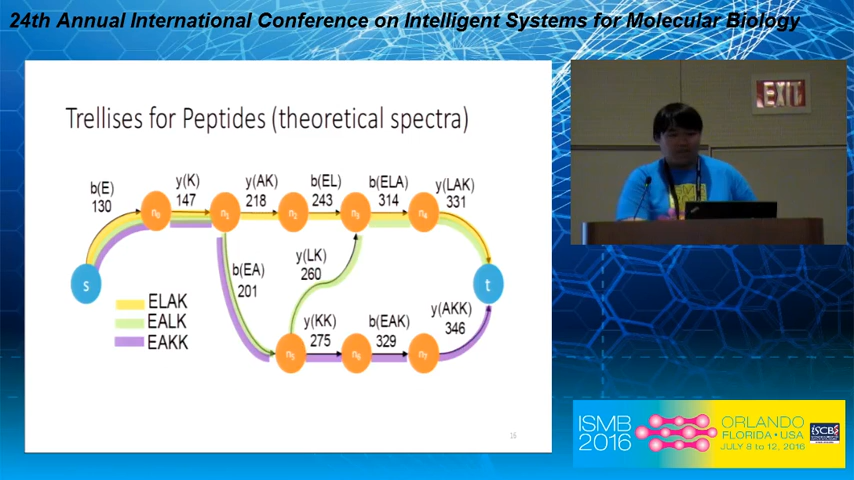 24th Annual International Conference on Intelligent Systems for Molecular Biology
Trellises for Peptides (theoretical spectra)
b(E)
130
y(K)
147
y(AK)
218
b(EL)
243
b(ELA)
314
y(LAK)
331
n0
n1
n2
n3
n4
b(EA)
201
y(LK)
260
s
t
ELAK
EALK
EAKK
y(KK)
275
b(EAK)
329
y(AKK)
346
n5
n6
n7
16
EXIT
ISMB
2016
ORLANDO
FLORIDA • USA
JULY 8 to 12, 2016
ISCB